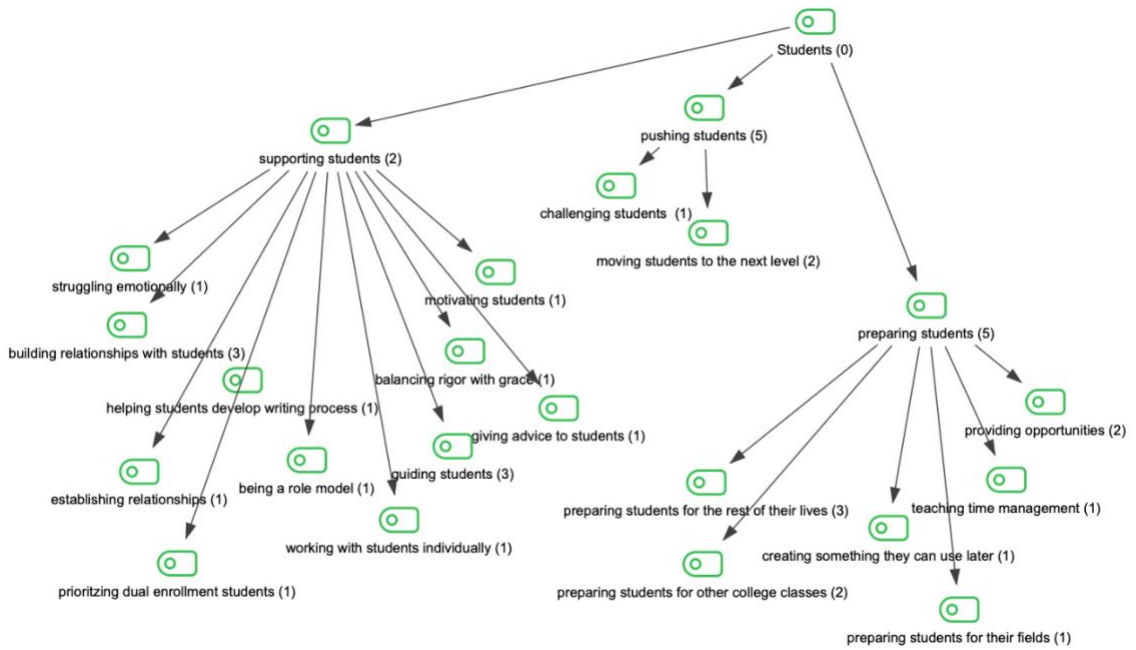 Students (0)
pushing students (5)
supporting students (2)
challenging students (1)
moving students to the next level (2)
struggling emotionally (1)
motivating students (1)
preparing students (5)
building relationships with students (3)
balancing rigor with grace (1)
helping students develop writing process (1)
giving advice to students (1)
providing opportunities (2)
guiding students (3)
being a role model (1)
establishing relationships (1)
preparing students for the rest of their lives (3)
teaching time management (1)
working with students individually (1)
creating something they can use later (1)
prioritzing dual enrollment students (1)
preparing students for other college classes (2)
preparing students for their fields (1)